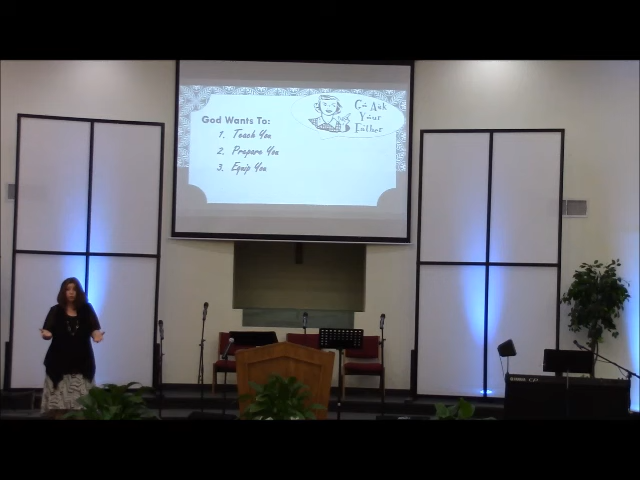 God Wants To:
1. Teach You
2. Prepare You
3. Equip You
Go Ask
Your
Father